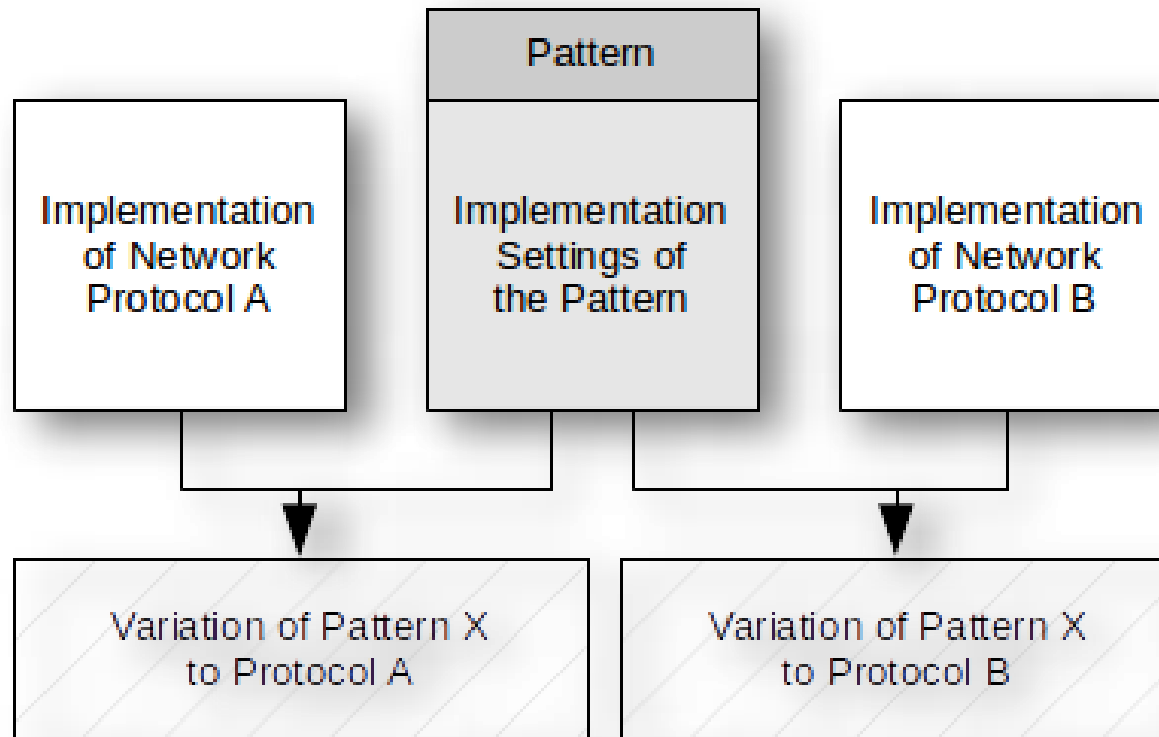 Pattern
Implementation
of Network
Protocol A
Implementation
Settings of
the Pattern
Implementation
of Network
Protocol B
Variation of Pattern X
to Protocol A
Variation of Pattern X
to Protocol B